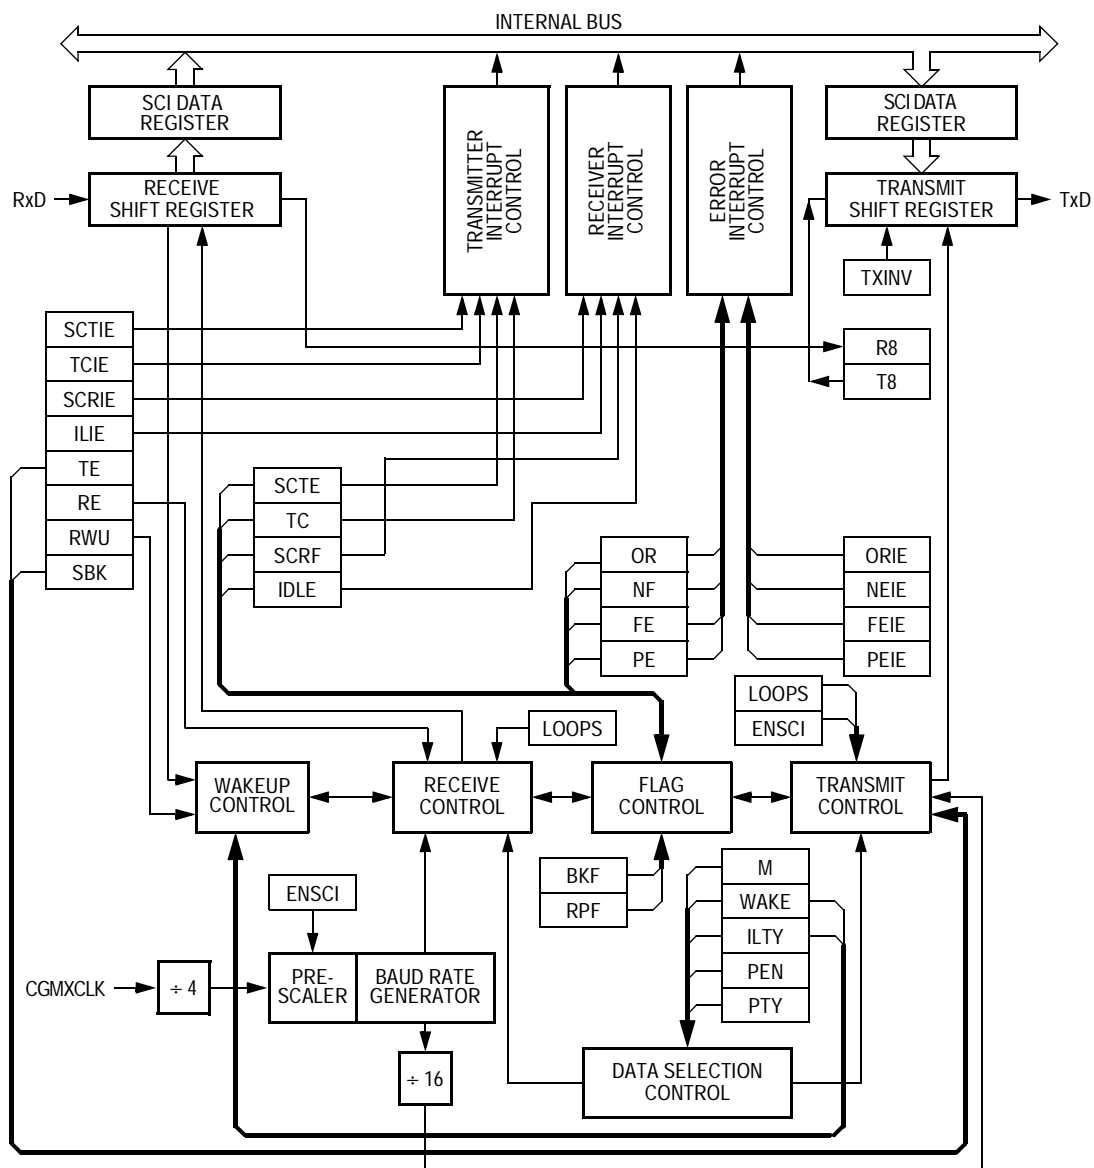 INTERNAL BUS
SCI DATA
REGISTER
SCI DATA
REGISTER
TRANSMITTER
INTERRUPT
CONTROL
RECEIVER
INTERRUPT
CONTROL
ERROR
INTERRUPT
CONTROL
RxD
RECEIVE
SHIFT REGISTER
TRANSMIT
SHIFT REGISTER
TxD
TXINV
SCTIE
TCIE
SCRIE
ILIE
TE
RE
RWU
SBK
R8
T8
SCTE
TC
SCRF
IDLE
OR
NF
FE
PE
ORIE
NEIE
FEIE
PEIE
LOOPS
ENSCI
LOOPS
WAKEUP
CONTROL
RECEIVE
CONTROL
FLAG
CONTROL
TRANSMIT
CONTROL
BKF
RPF
M
WAKE
ILTY
PEN
PTY
ENSCI
CGMXCLK
÷ 4
PRE-
SCALER
BAUD RATE
GENERATOR
÷ 16
DATA SELECTION
CONTROL